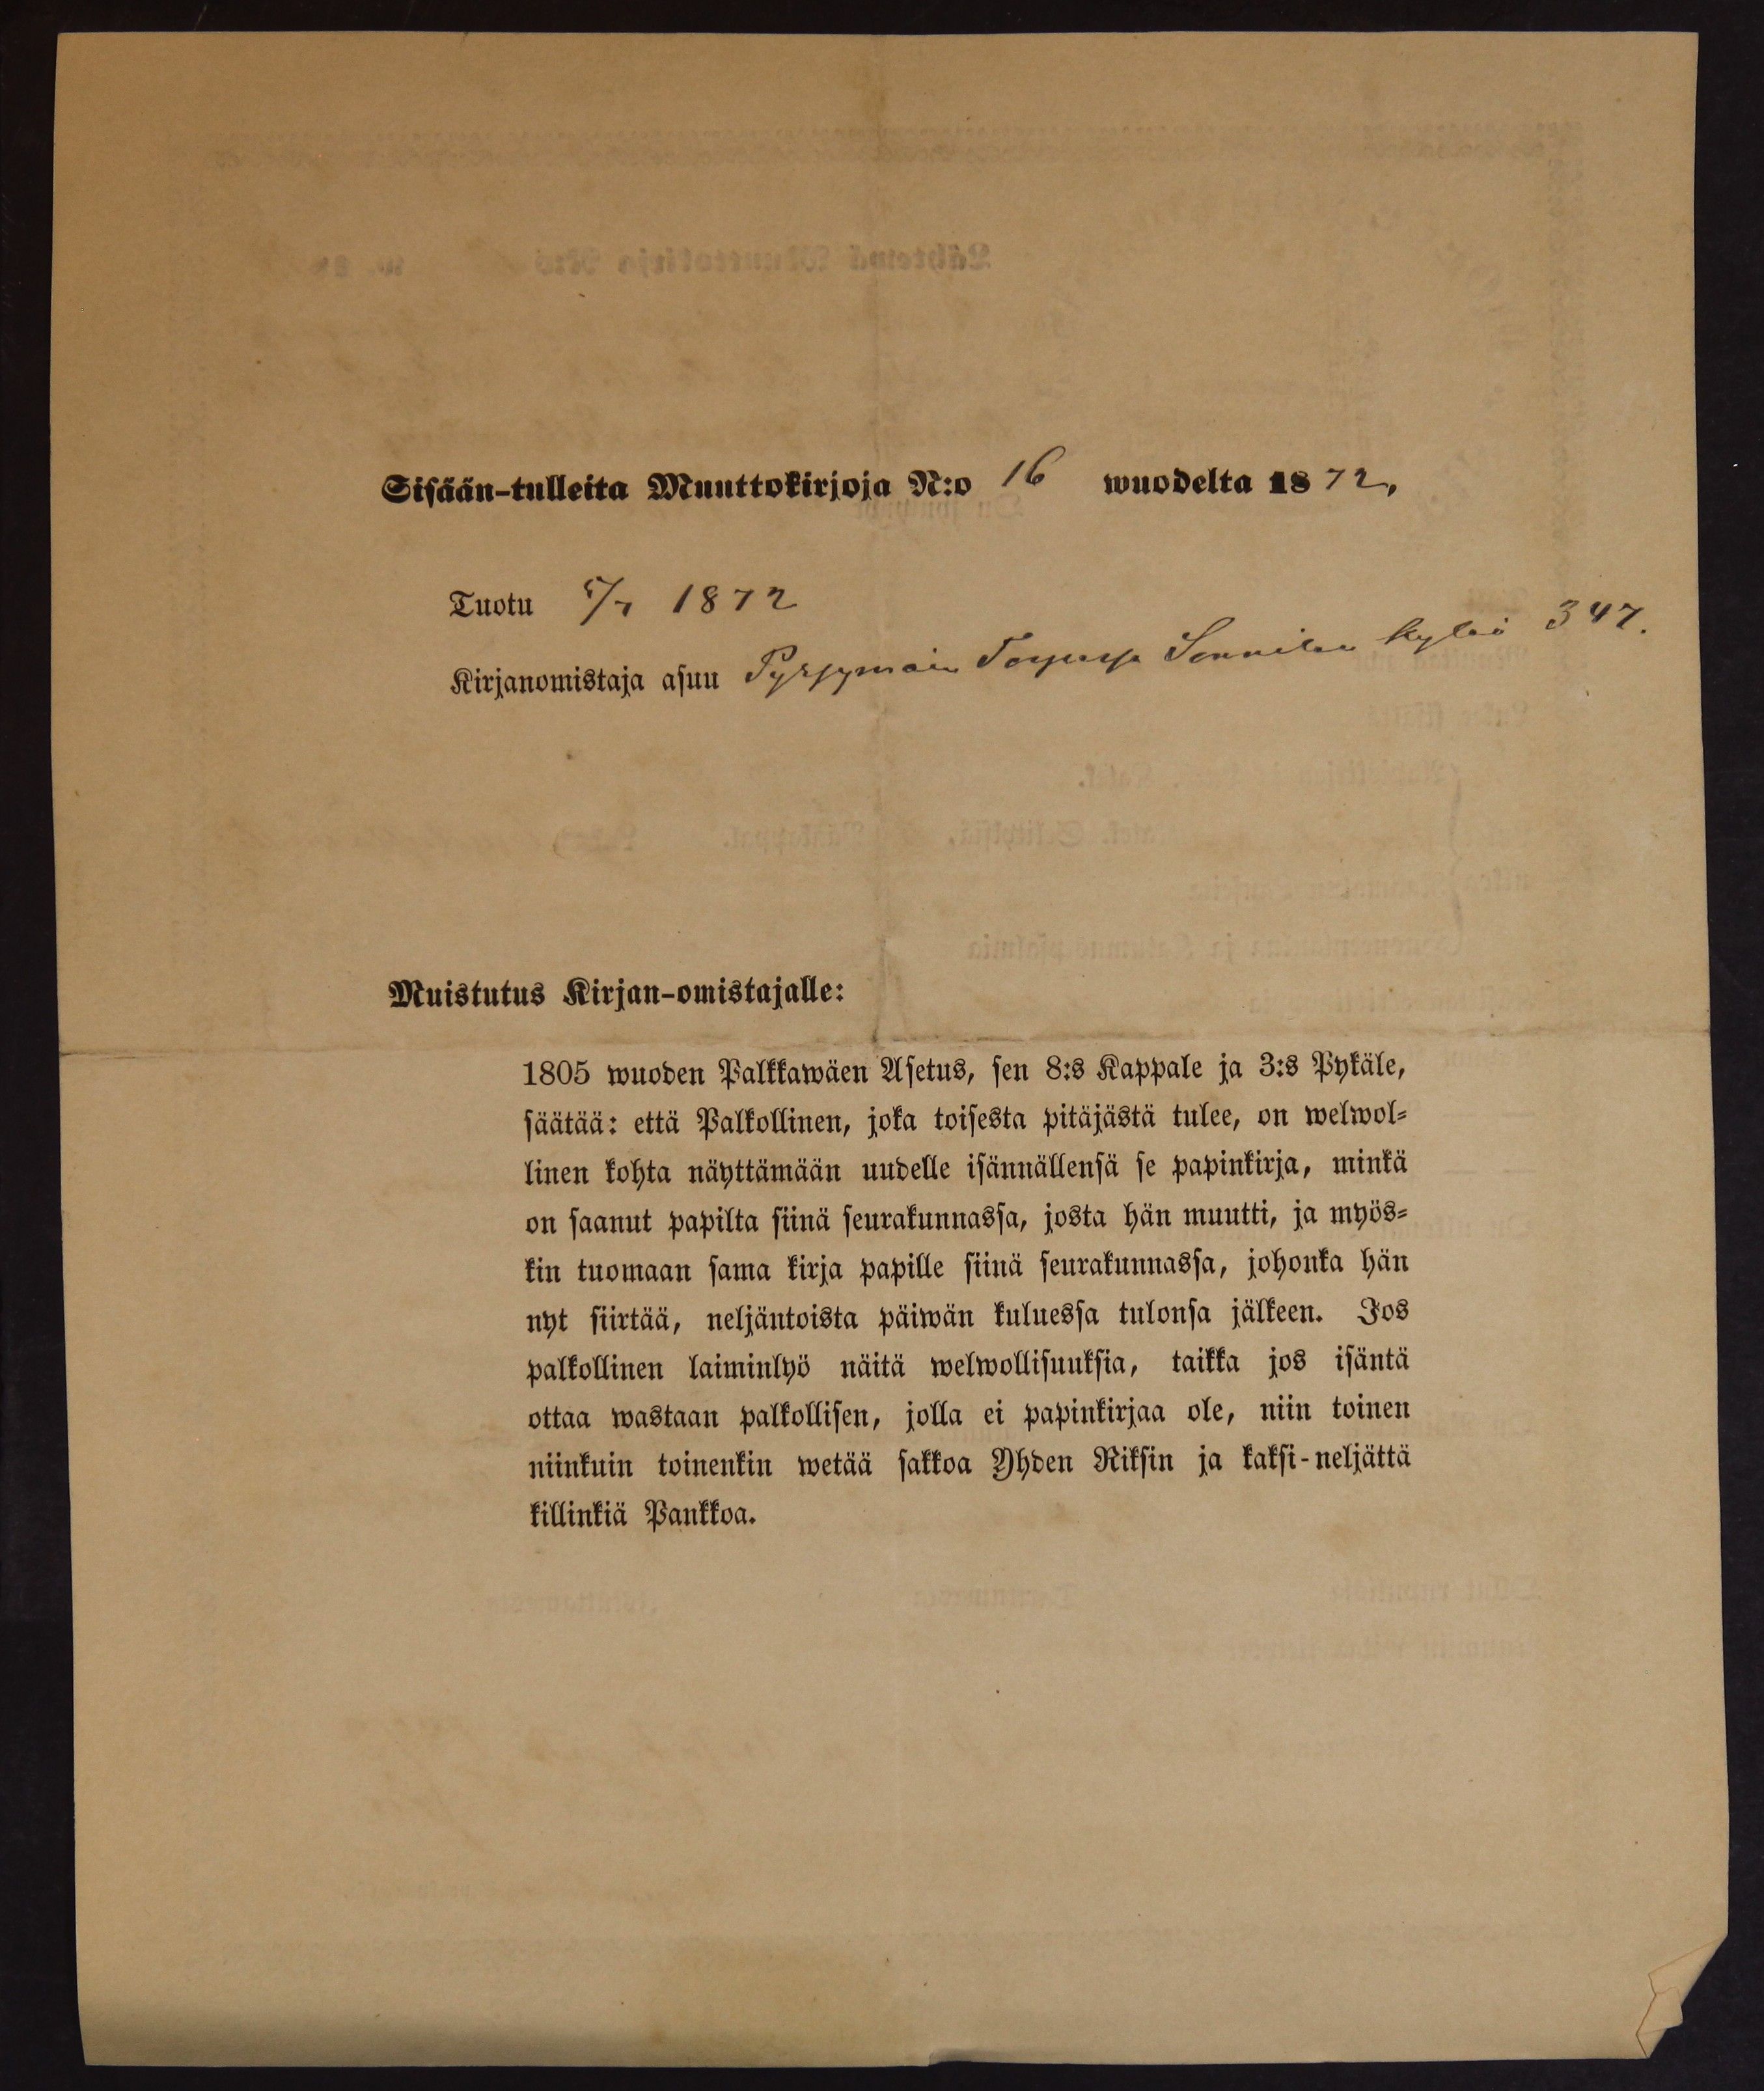 Sisään-tulleita Muuttokirjoja N:o 16 wuodelta 1872,
Tuotu 5/7 1872
Kirjanomistaja asuu kylä 347.
Muistutus Kirjan-omistajalle:
1805 wuoden Palkkawäen Asetus, sen 8:s Kappale ja 3:s Pykäle,
säätää: että Palkollinen, joka toisesta pitäjästä tulee, on welwol=
linen kohta näyttämään uudelle isännällensä se papinkirja, minkä
on saanut papilta siinä seurakunnassa, josta hän muutti, ja myös=
kin tuomaan sama kirja papille siinä seurakunnassa, johonka hän
nyt siirtää, neljäntoista päiwän kuluessa tulonsa jälkeen. Jos
palkollinen laiminlyö näitä welwollisuuksia, taikka jos isäntä
ottaa wastaan palkollisen, jolla ei papinkirjaa ole, niin toinen
niinkuin toinenkin wetää sakkoa Yhden Riksin ja kaksi-neljättä
killinkiä Pankkoa.